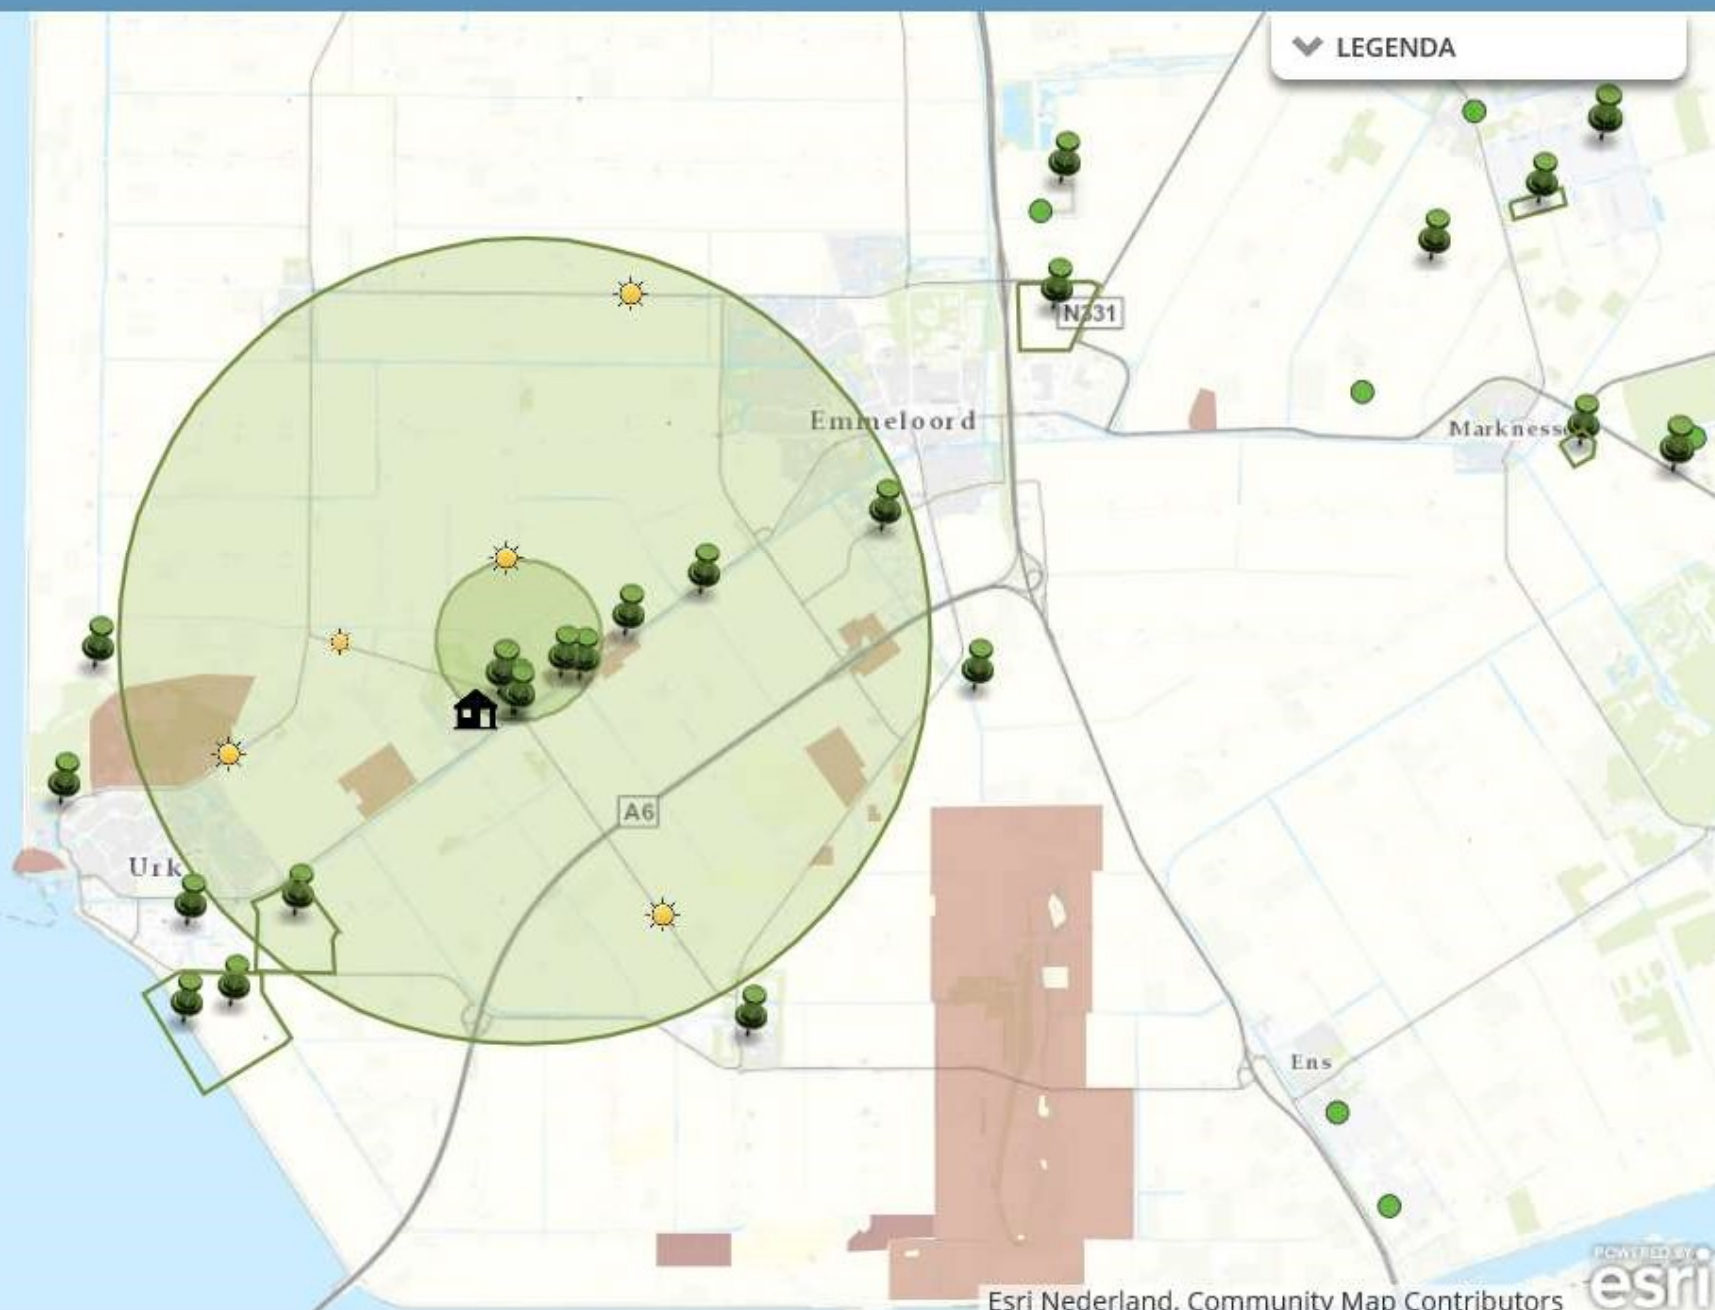 LEGENDA
N331
Emmeloord
Marknesse
A6
Urk
Ens
POWERED BY
esri
Esri Nederland, Community Map Contributors